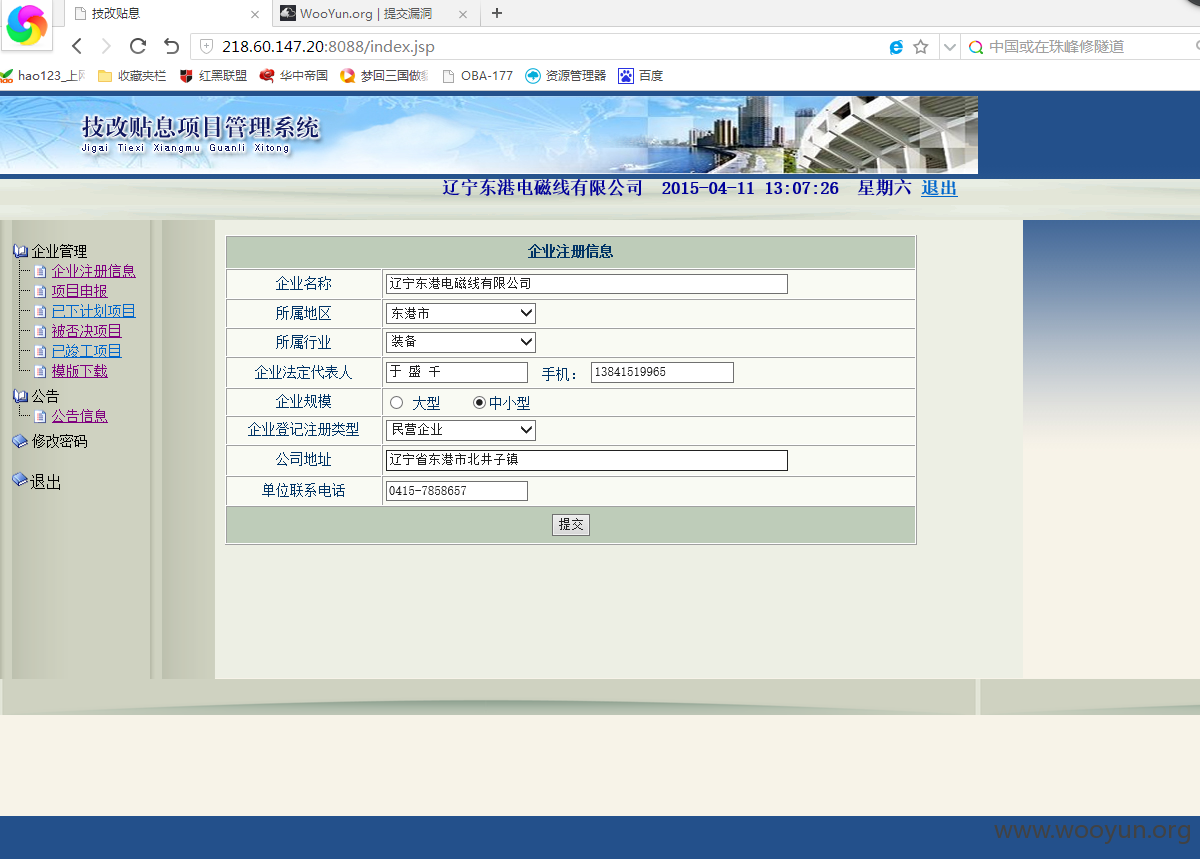 技改贴息
WooYun.org | 提交漏洞
218.60.147.20:8088/index.jsp
中国或在珠峰修隧道
hao123_上网 收藏夹栏 红黑联盟 华中帝国 梦回三国做 OBA-177 资源管理器 百度
技改贴息项目管理系统
Jigai Tiexi Xiangmu Guanli Xitong
辽宁东港电磁线有限公司 2015-04-11 13:07:26 星期六 退出
企业管理
企业注册信息
项目申报
已下计划项目
被否决项目
已竣工项目
模版下载
公告
公告信息
修改密码
退出
企业注册信息
企业名称 辽宁东港电磁线有限公司
所属地区 东港市
所属行业 装备
企业法定代表人 于 盛 千 手机: 13841519965
企业规模 大型 中小型
企业登记注册类型 民营企业
公司地址 辽宁省东港市北井子镇
单位联系电话 0415-7858657
提交
www.wooyun.org